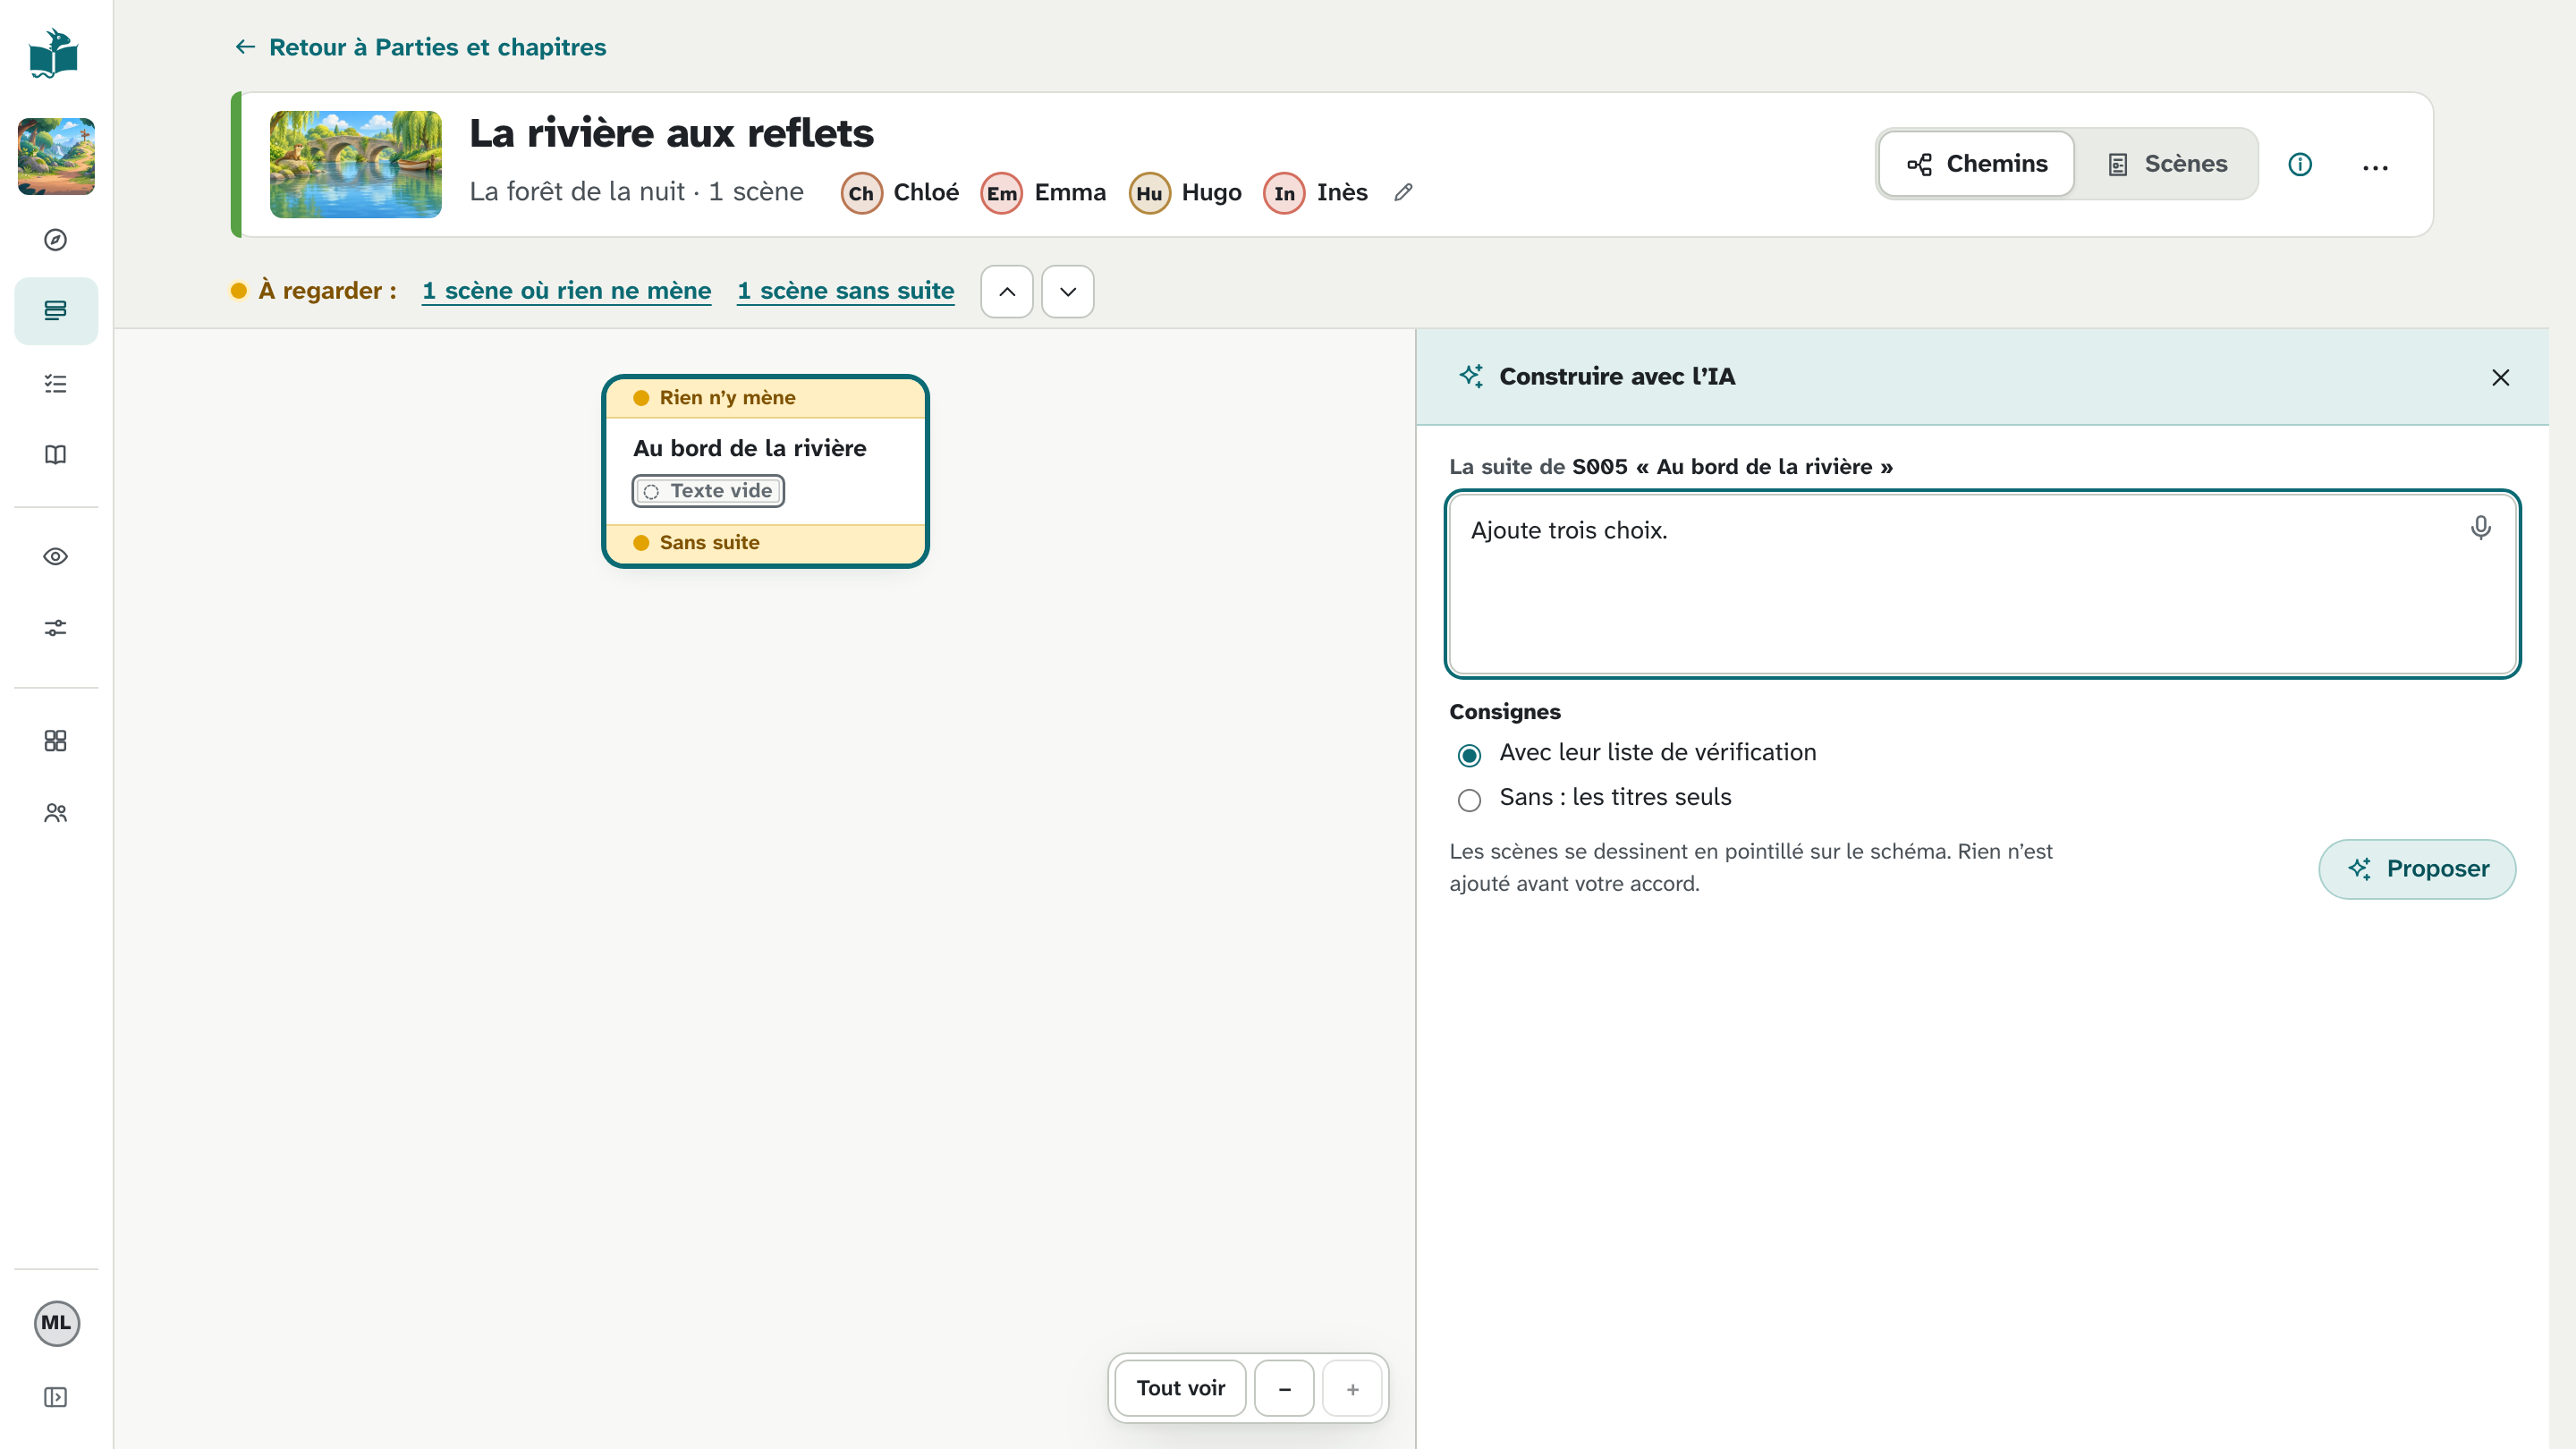 Retour à Parties et chapitres
La rivière aux reflets
La forêt de la nuit · 1 scène
Ch Chloé Em Emma Hu Hugo In Inès
Chemins
Scènes
À regarder : 1 scène où rien ne mène 1 scène sans suite
Rien n’y mène
Au bord de la rivière
Texte vide
Sans suite
Construire avec l’IA
La suite de S005 « Au bord de la rivière »
Ajoute trois choix.
Consignes
Avec leur liste de vérification
Sans : les titres seuls
Les scènes se dessinent en pointillé sur le schéma. Rien n’est
ajouté avant votre accord.
Proposer
ML
Tout voir
−
+